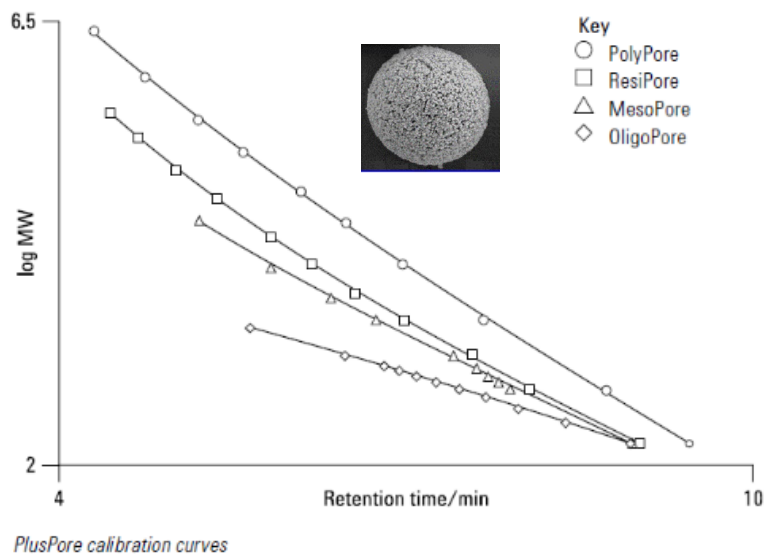 6.5
Key
PolyPore
ResiPore
MesoPore
OligoPore
log MW
2
4
Retention time/min
10
PlusPore calibration curves